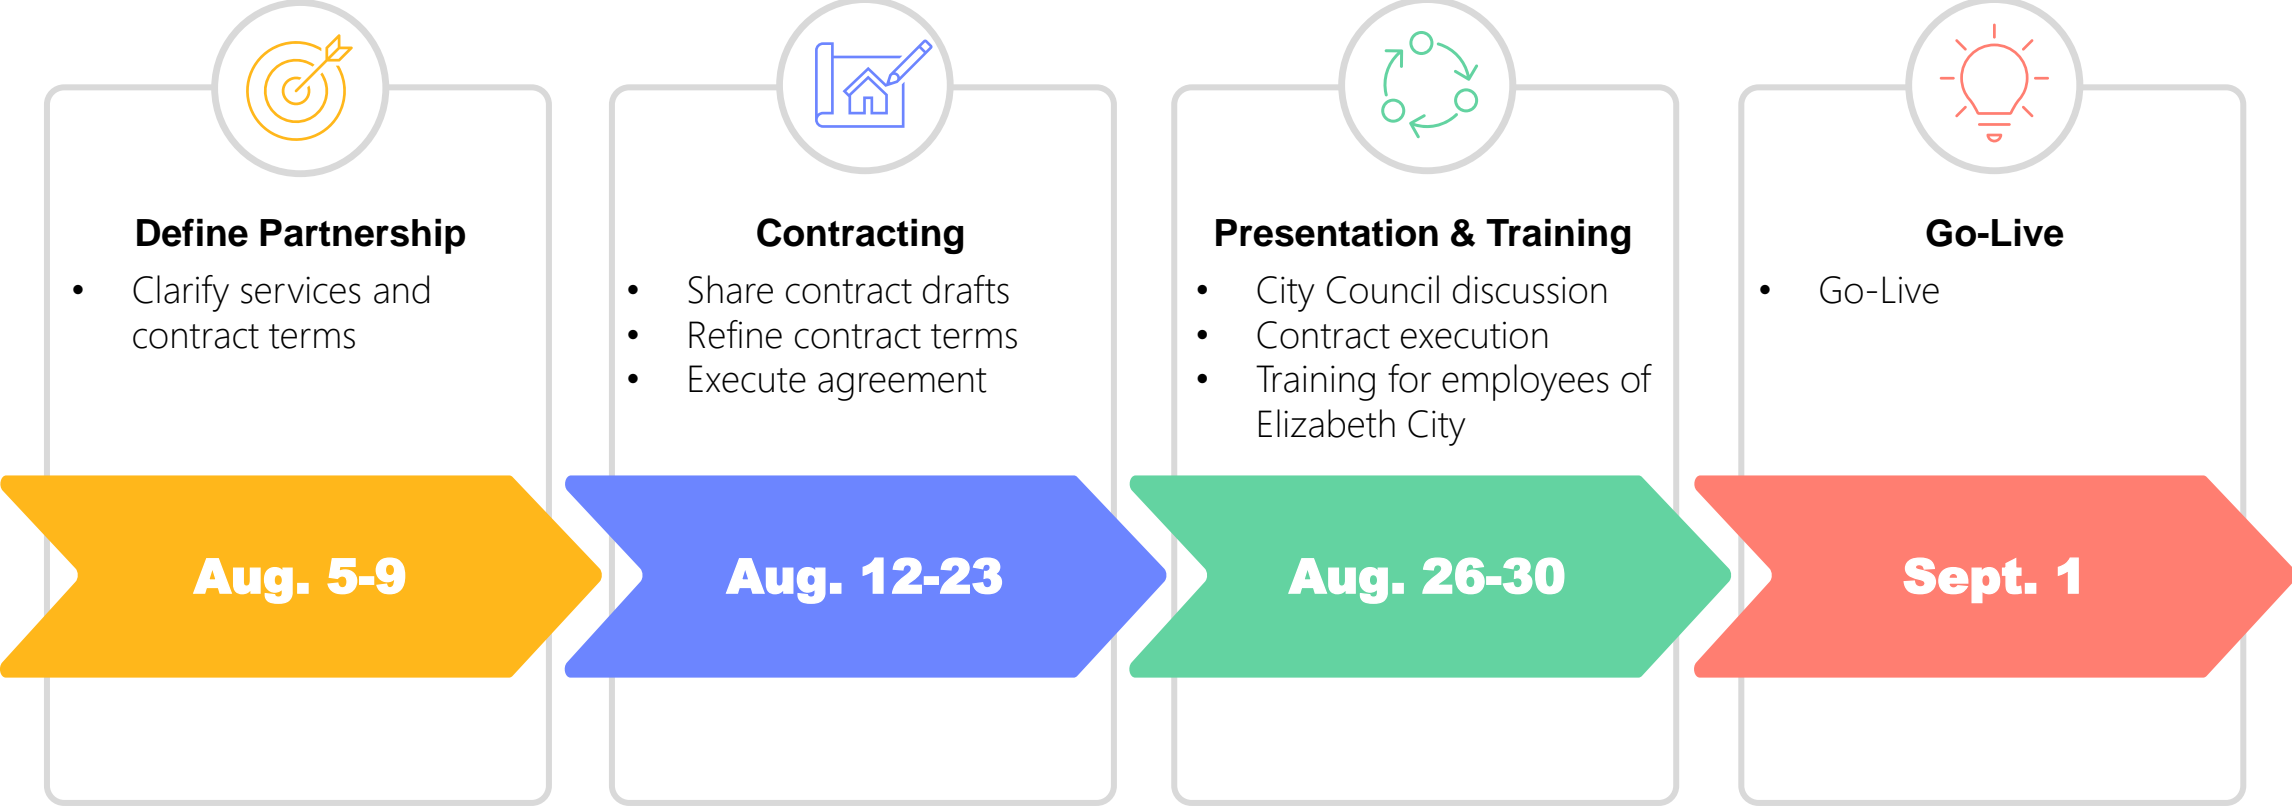 Define Partnership
• Clarify services and
contract terms
Aug. 5-9
Contracting
• Share contract drafts
• Refine contract terms
• Execute agreement
Aug. 12-23
Presentation & Training
• City Council discussion
• Contract execution
• Training for employees of
Elizabeth City
Aug. 26-30
Go-Live
• Go-Live
Sept. 1